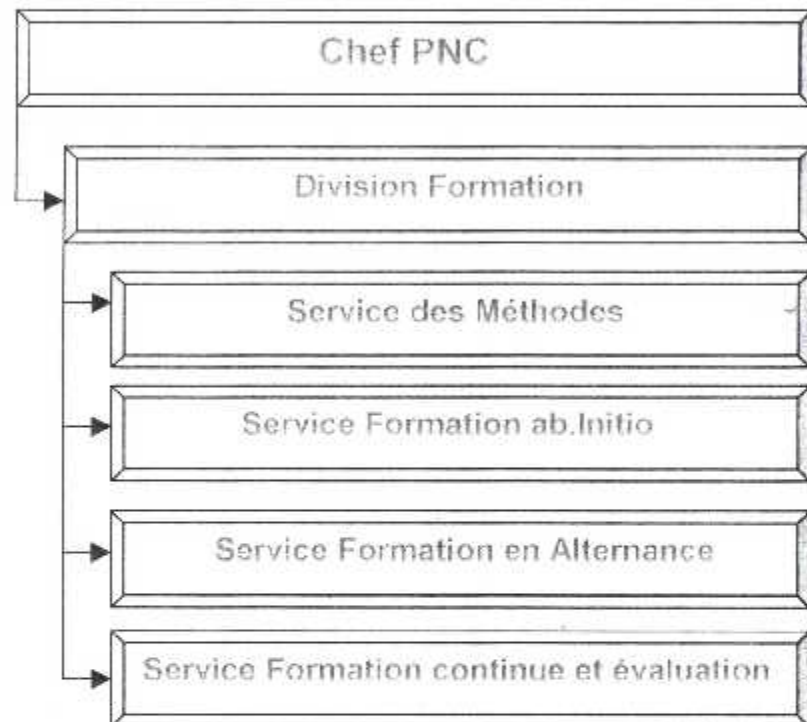 Chef PNC
Division Formation
Service des Méthodes
Service Formation ab.Initio
Service Formation en Alternance
Service Formation continue et évaluation